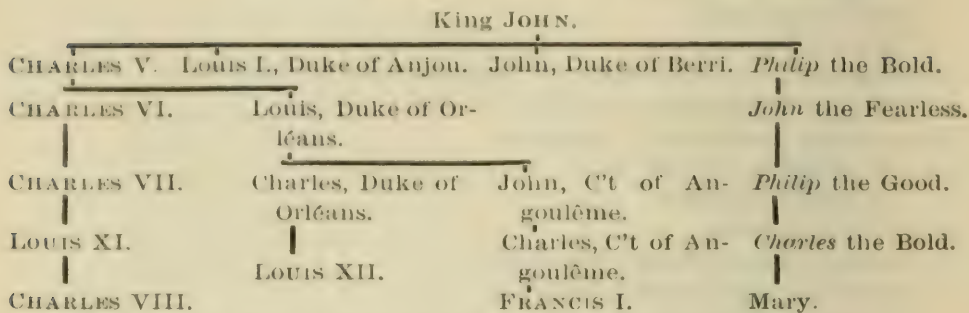 King JOHN.
CHARLES V. Louis I., Duke of Anjou. John, Duke of Berri. Philip the Bold.
CHARLES VI. Louis, Duke of Or- John the Fearless.
léans.
CHARLES VII. Charles, Duke of John, C't of An- Philip the Good.
Orléans. goulême.
LOUIS XI. Charles, C't of An- Charles the Bold.
LOUIS XII. goulême.
CHARLES VIII. FRANCIS I. Mary.